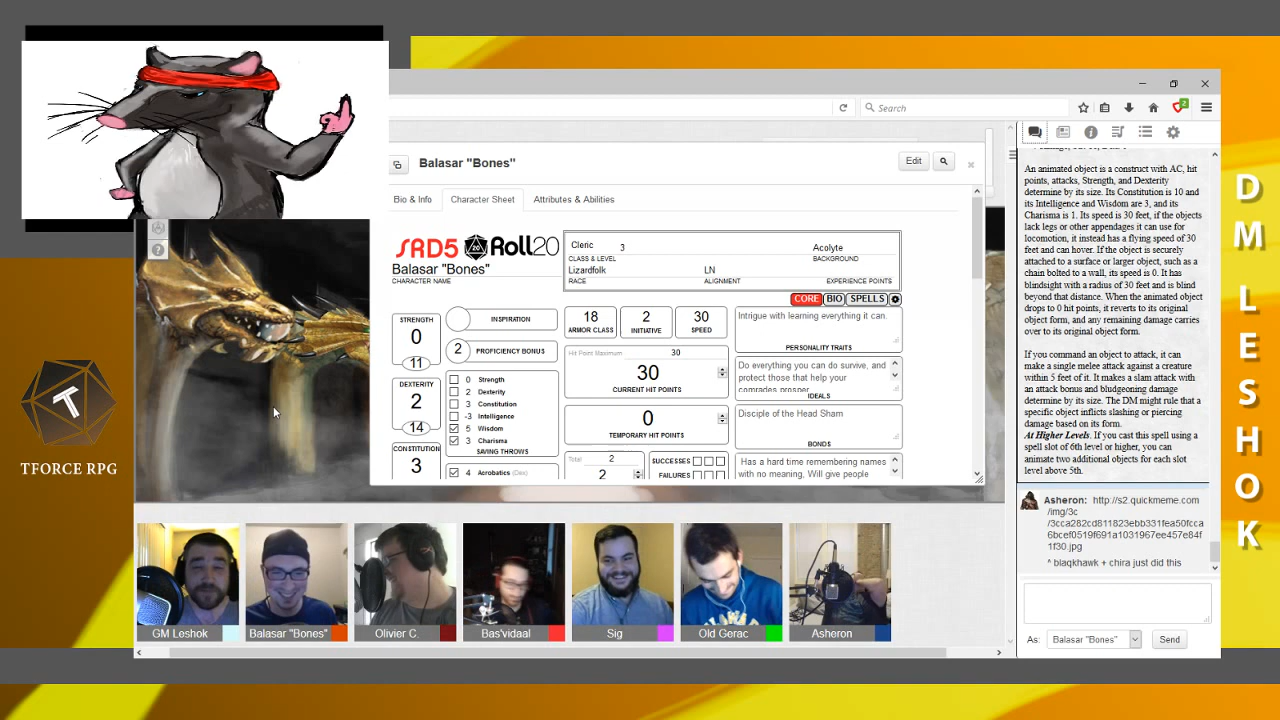 Search
2
Balasar "Bones"
Edit
Bio & Info
Character Sheet
Attributes & Abilities
SRD5 20 Roll20
Balasar "Bones"
CHARACTER NAME
Cleric 3
CLASS & LEVEL
Acolyte
BACKGROUND
Lizardfolk
RACE
LN
ALIGNMENT
EXPERIENCE POINTS
CORE BIO SPELLS
STRENGTH
0
11
DEXTERITY
2
14
CONSTITUTION
3
INSPIRATION
2 PROFICIENCY BONUS
0 Strength
2 Dexterity
3 Constitution
-3 Intelligence
5 Wisdom
3 Charisma
SAVING THROWS
4 Acrobatics (Dex)
18
ARMOR CLASS
2
INITIATIVE
30
SPEED
Hit Point Maximum 30
30
CURRENT HIT POINTS
0
TEMPORARY HIT POINTS
Total 2
2
SUCCESSES
FAILURES
Intrigue with learning everything it can.
PERSONALITY TRAITS
Do everything you can do survive, and
protect those that help your
comrades prosper
IDEALS
Disciple of the Head Sham
BONDS
Has a hard time remembering names
with no meaning, Will give people
An animated object is a construct with AC, hit
points, attacks, Strength, and Dexterity
determine by its size. Its Constitution is 10 and
its Intelligence and Wisdom are 3, and its
Charisma is 1. Its speed is 30 feet, if the objects
lack legs or other appendages it can use for
locomotion, it instead has a flying speed of 30
feet and can hover. If the object is securely
attached to a surface or larger object, such as a
chain bolted to a wall, its speed is 0. It has
blindsight with a radius of 30 feet and is blind
beyond that distance. When the animated object
drops to 0 hit points, it reverts to its original
object form, and any remaining damage carries
over to its original object form.
If you command an object to attack, it can
make a single melee attack against a creature
within 5 feet of it. It makes a slam attack with
an attack bonus and bludgeoning damage
determine by its size. The DM might rule that a
specific object inflicts slashing or piercing
damage based on its form.
At Higher Levels. If you cast this spell using a
spell slot of 6th level or higher, you can
animate two additional objects for each slot
level above 5th.
Asheron: http://s2.quickmeme.com
/img/3c
/3cca282cd811823ebb331fea50fcca
6bcef0519f691a1031967ee457e84f
1f30.jpg
^ blaqkhawk + chira just did this
As: Balasar "Bones" Send
GM Leshok
Balasar "Bones"
Olivier C.
Bas'vidaal
Sig
Old Gerac
Asheron
T
TFORCE RPG
DM LESHOK